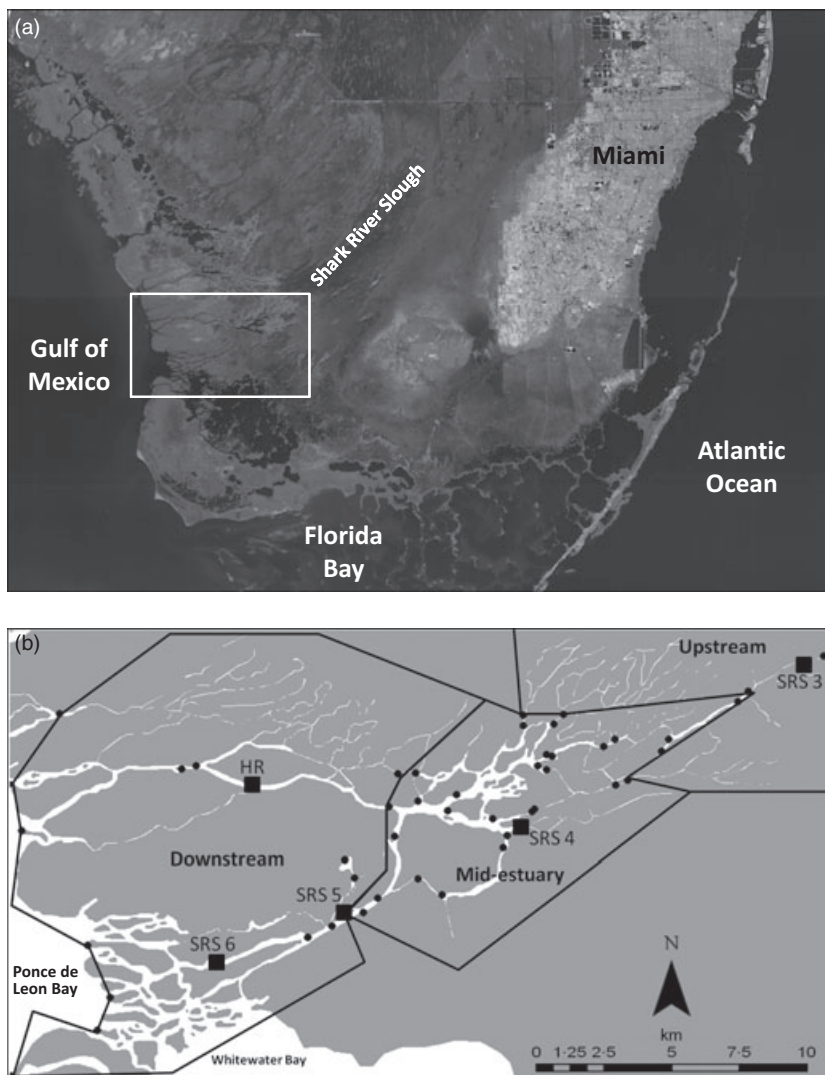 (a)
Miami
Shark River Slough
Gulf of
Mexico
Atlantic
Ocean
Florida
Bay
(b)
Upstream
SRS 3
HR
SRS 4
Downstream
Mid-estuary
SRS 5
SRS 6
N
Ponce de
Leon Bay
km
Whitewater Bay
0 1·25 2·5 5 7·5 10